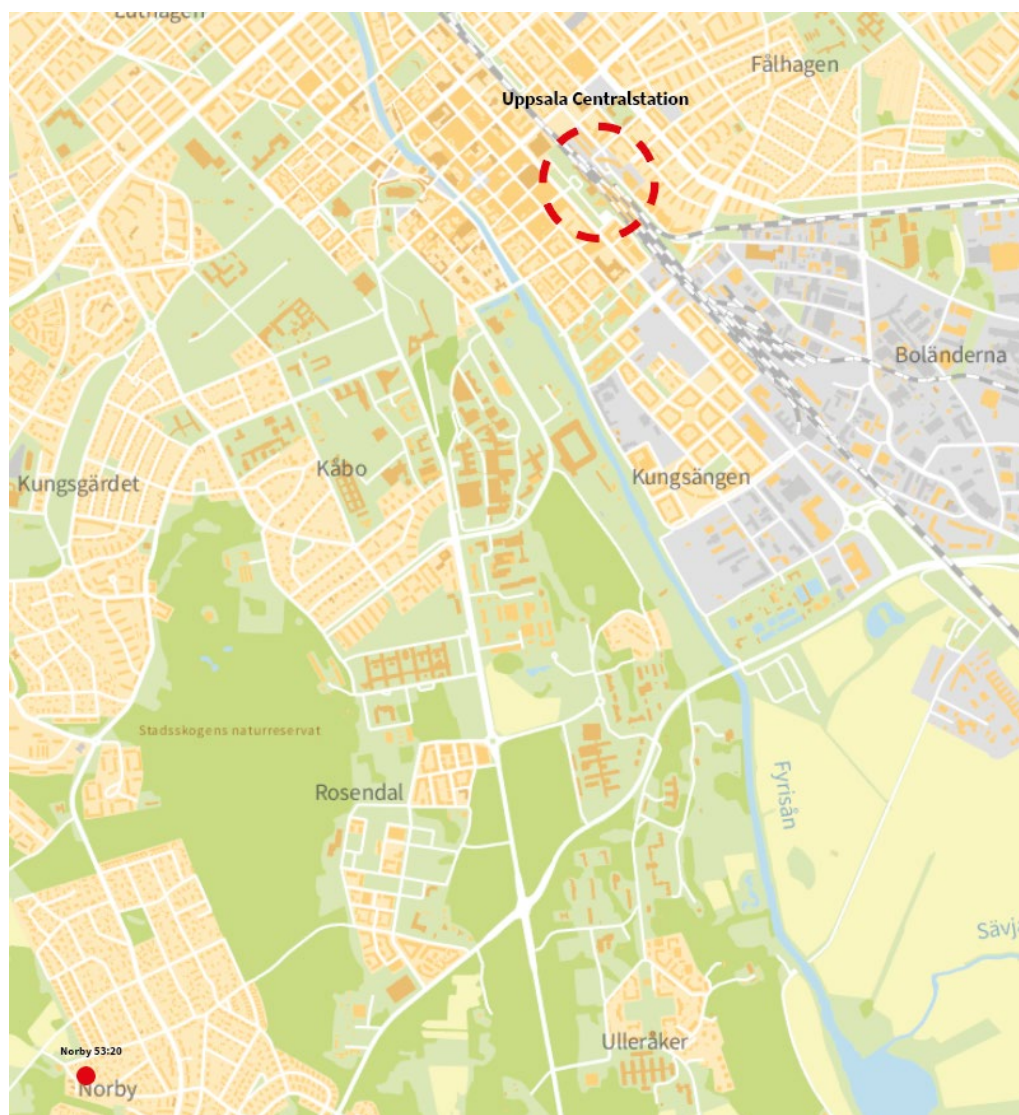 Luthagen
Fålhagen
Uppsala Centralstation
Boländerna
Kåbo
Kungsgärdet
Kungsängen
Stadsskogens naturreservat
Rosendal
Fyrisån
Sävja
Ulleråker
Norby 53:20
Norby